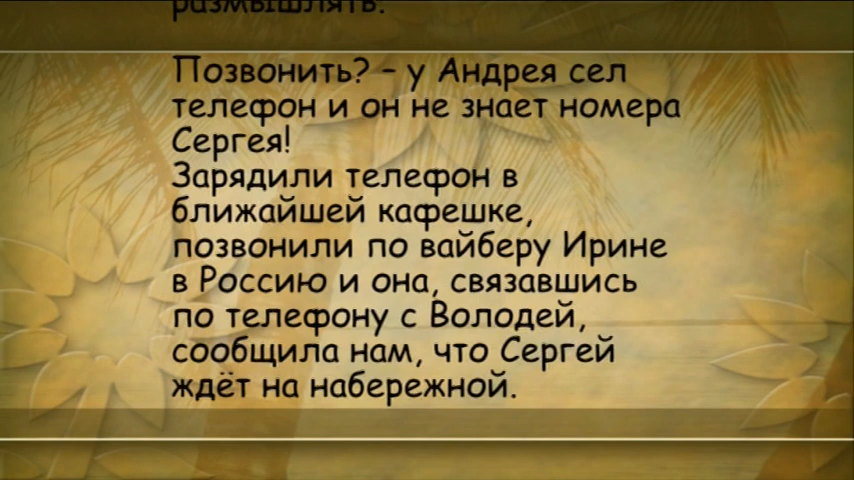 размышлять.
Позвонить? – у Андрея сел
телефон и он не знает номера
Сергея!
Зарядили телефон в
ближайшей кафешке,
позвонили по вайберу Ирине
в Россию и она, связавшись
по телефону с Володей,
сообщила нам, что Сергей
ждёт на набережной.